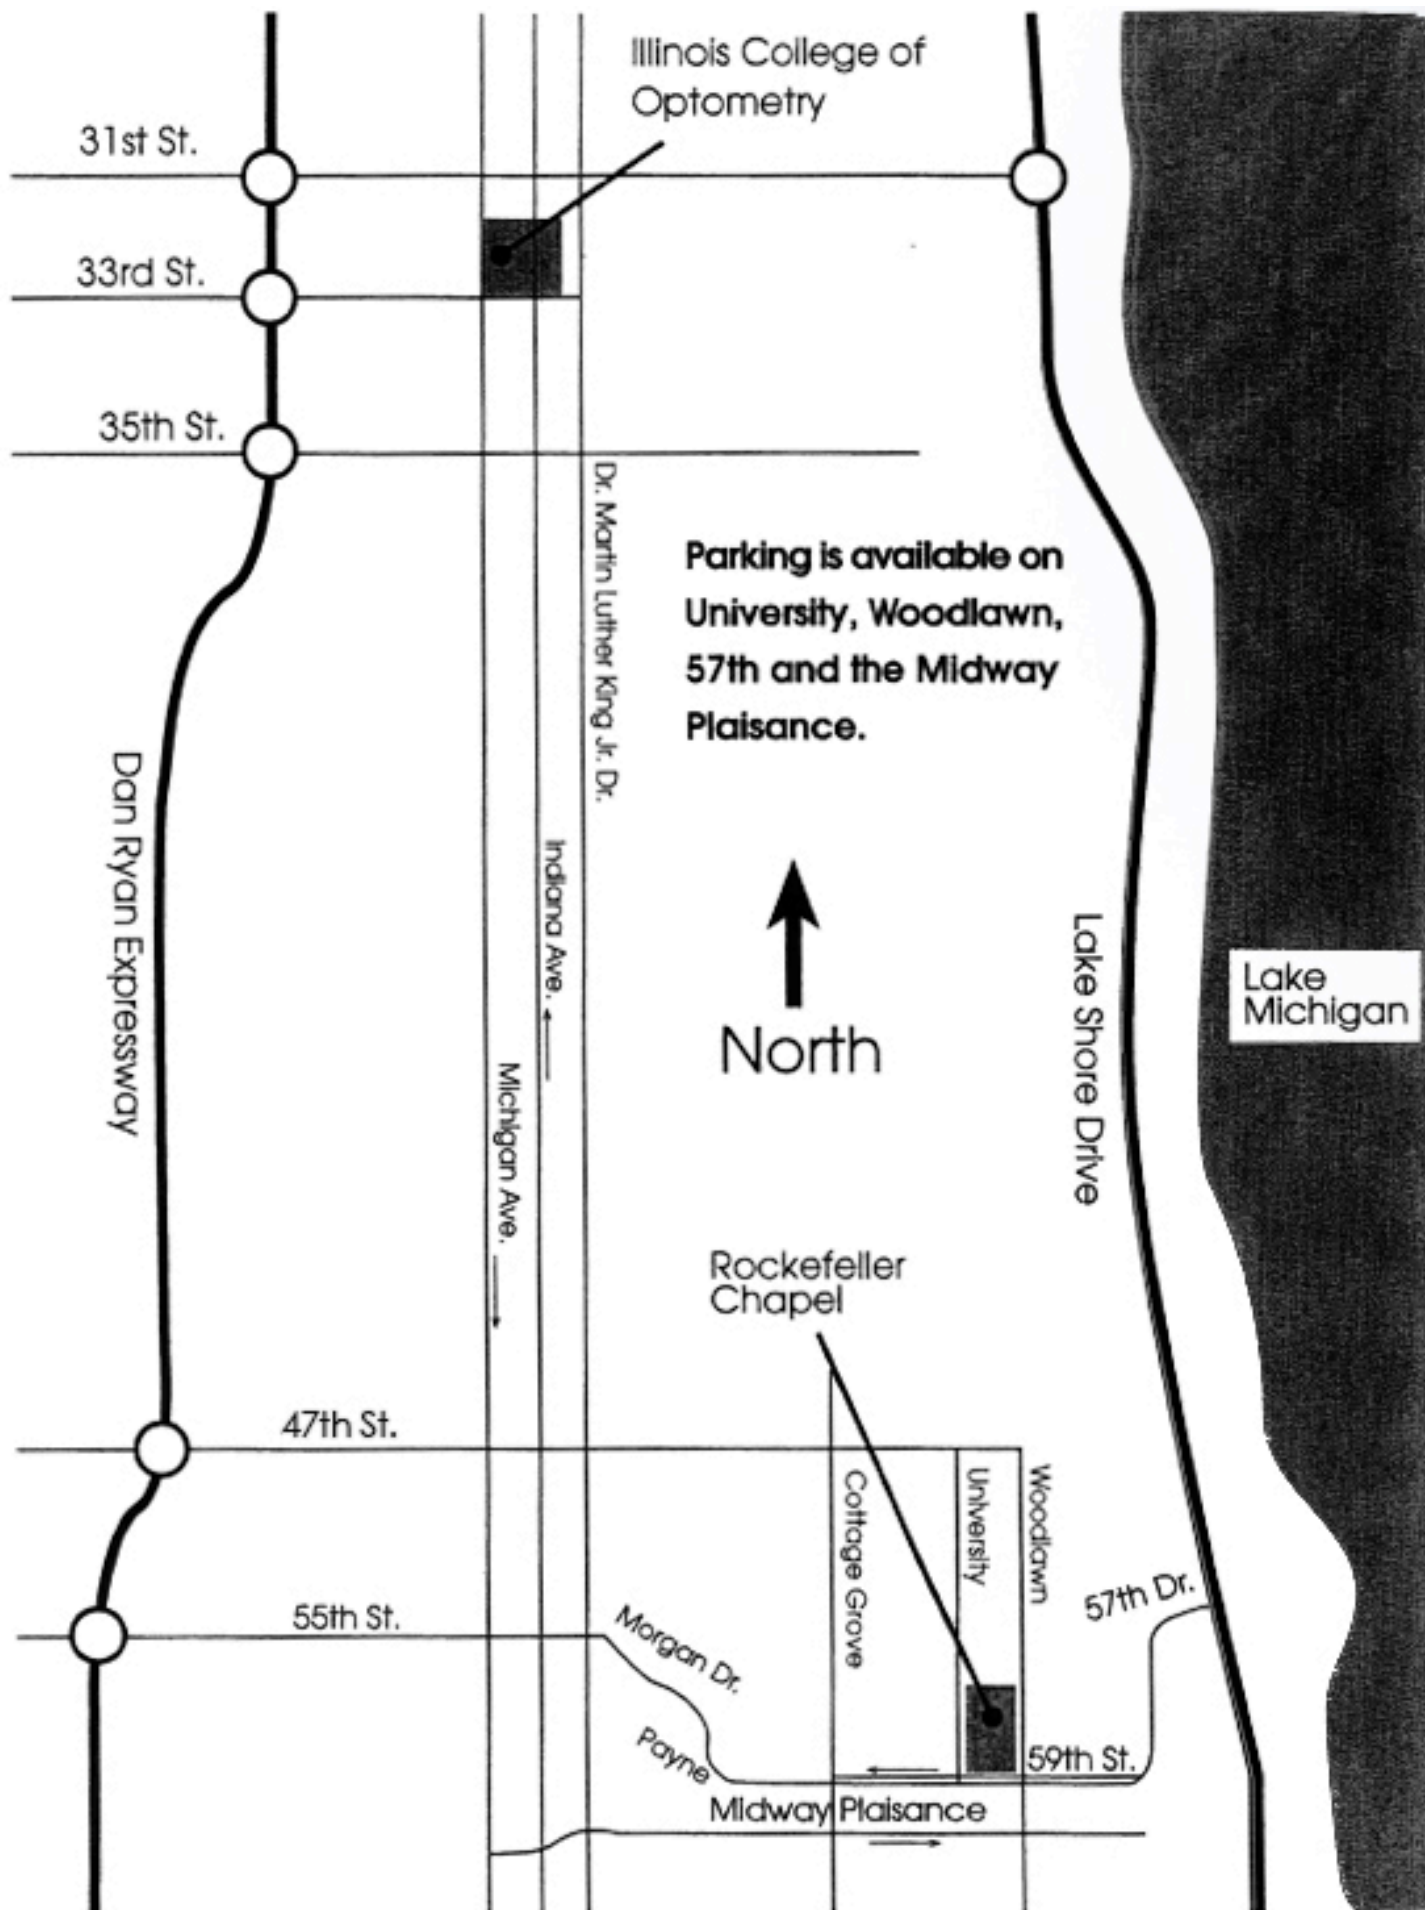 Illinois College of
Optometry
31st St.
33rd St.
35th St.
Dr. Martin Luther King Jr. Dr.
Parking is available on
University, Woodlawn,
57th and the Midway
Plaisance.
Dan Ryan Expressway
Indiana Ave.
Lake Shore Drive
Lake
Michigan
North
Michigan Ave.
Rockefeller
Chapel
47th St.
Cottage Grove
University
Woodlawn
57th Dr.
55th St.
Morgan Dr.
Payne
59th St.
Midway Plaisance